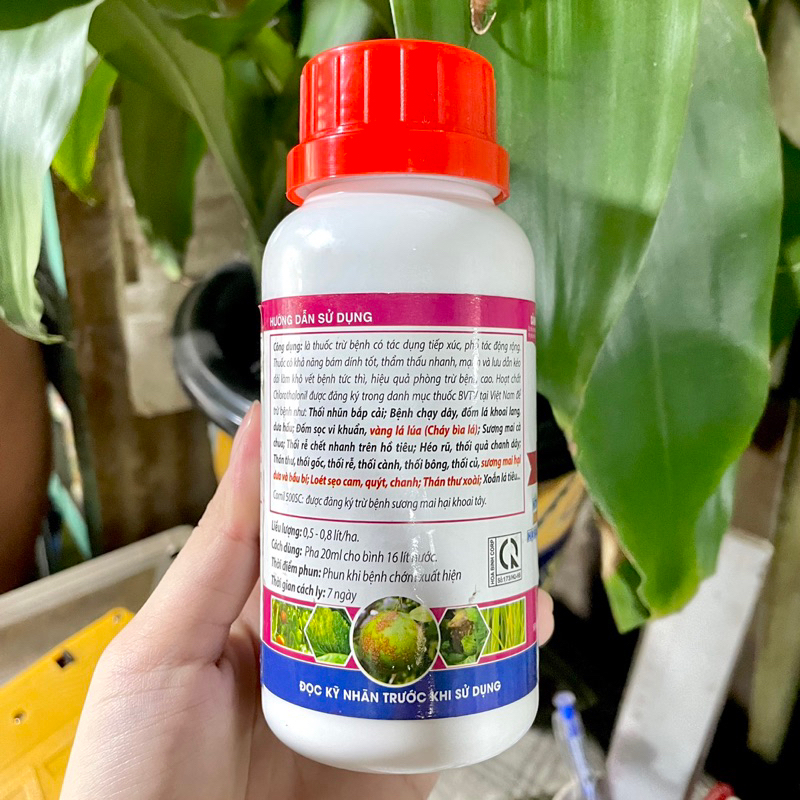 HƯỚNG DẪN SỬ DỤNG
Công dụng: là thuốc trừ bệnh có tác dụng tiếp xúc, phổ tác động rộng.
Thuốc có khả năng bám dính tốt, thẩm thấu nhanh, mạnh và lưu dẫn kéo
dài làm khô vết bệnh tức thì, hiệu quả phòng trừ bệnh cao. Hoạt chất
Chlorothalonil được đăng ký trong danh mục thuốc BVTV tại Việt Nam để
trừ bệnh như: Thối nhũn bắp cải; Bệnh chạy dây, đốm lá khoai lang,
dưa hấu; Đốm sọc vi khuẩn, vàng lá lúa (Cháy bìa lá); Sương mai cà
chua; Thối rễ chết nhanh trên hồ tiêu; Héo rũ, thối quả chanh dây;
Thán thư, thối gốc, thối rễ, thối cành, thối bông, thối củ, sương mai hại
dưa và bầu bí; Loét sẹo cam, quýt, chanh; Thán thư xoài; Xoắn lá tiêu...
Comil 500SC: được đăng ký trừ bệnh sương mai hại khoai tây.
Liều lượng: 0,5 - 0,8 lít/ha.
Cách dùng: Pha 20ml cho bình 16 lít nước.
Thời điểm phun: Phun khi bệnh chớm xuất hiện
Thời gian cách ly: 7 ngày
HOA BINH CORP
ĐỌC KỸ NHÃN TRƯỚC KHI SỬ DỤNG